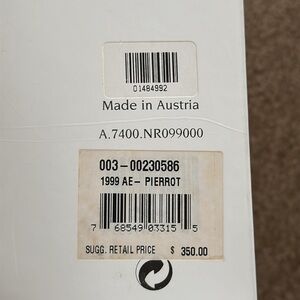 01484992
Made in Austria
A.7400.NR099000
003-00230586
1999 AE- PIERROT
7 68549 03315 5
SUGG. RETAIL PRICE $ 350.00